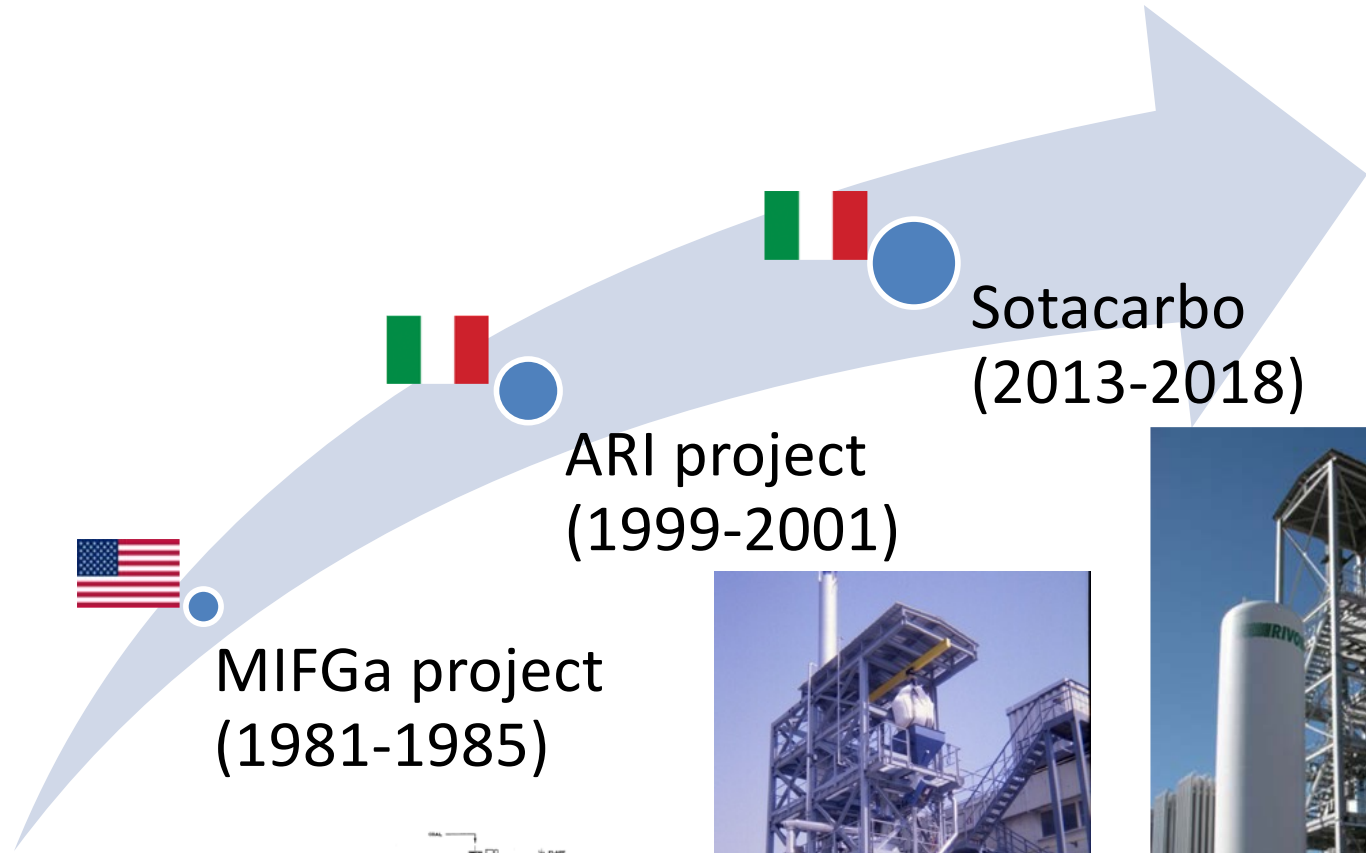 Sotacarbo
(2013-2018)
ARI project
(1999-2001)
MIFGa project
(1981-1985)